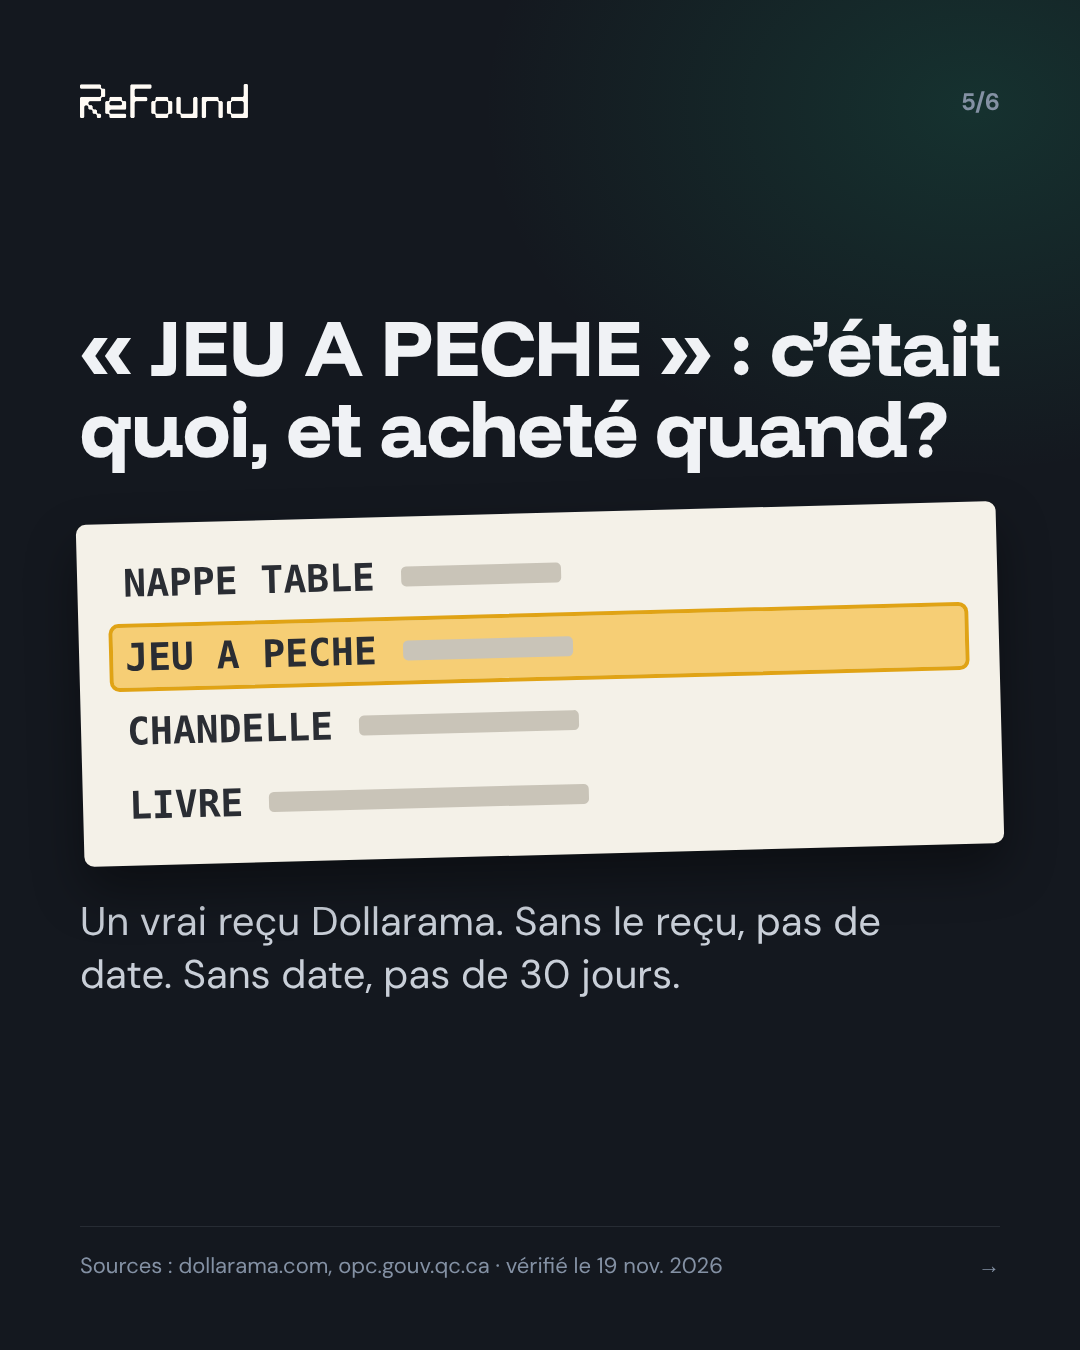 ReFound
5/6
« JEU A PECHE » : c’était
quoi, et acheté quand?
NAPPE TABLE
JEU A PECHE
CHANDELLE
LIVRE
Un vrai reçu Dollarama. Sans le reçu, pas de
date. Sans date, pas de 30 jours.
Sources : dollarama.com, opc.gouv.qc.ca · vérifié le 19 nov. 2026 →